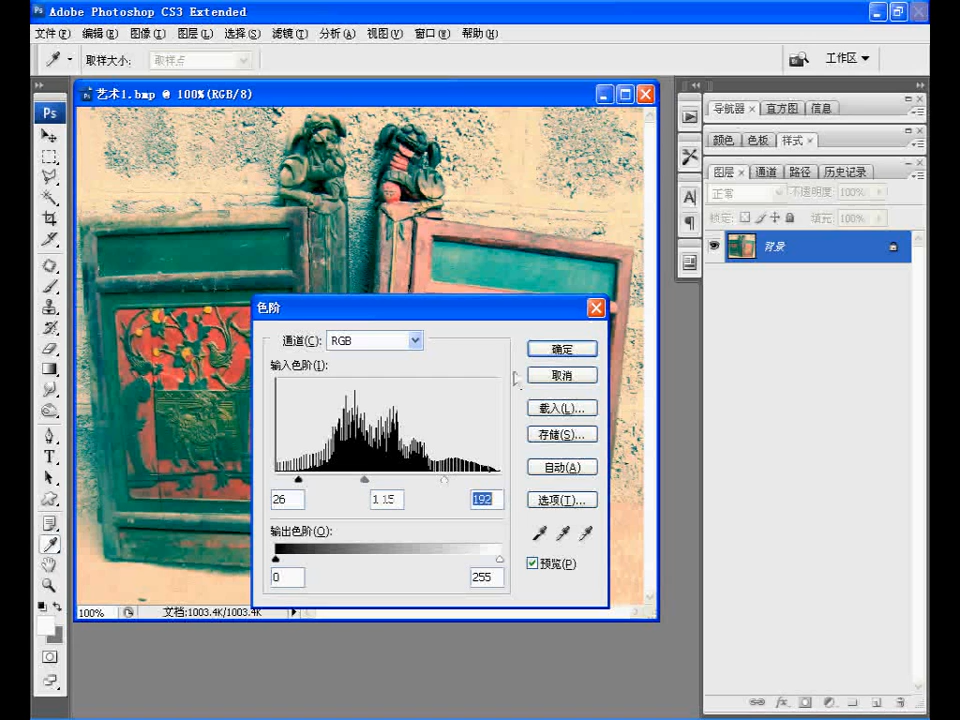 Adobe Photoshop CS3 Extended
文件(F) 编辑(E) 图像(I) 图层(L) 选择(S) 滤镜(T) 分析(A) 视图(V) 窗口(W) 帮助(H)
取样大小: 取样点 工作区
艺术1.bmp @ 100%(RGB/8)
Ps
导航器 × 直方图 信息
颜色 色板 样式 ×
图层 × 通道 路径 历史记录
正常 不透明度: 100%
锁定: 填充: 100%
背景
色阶
通道(C): RGB
输入色阶(I):
26 1.15 192
输出色阶(O):
0 255
确定
取消
载入(L)...
存储(S)...
自动(A)
选项(T)...
预览(P)
100% 文档:1003.4K/1003.4K